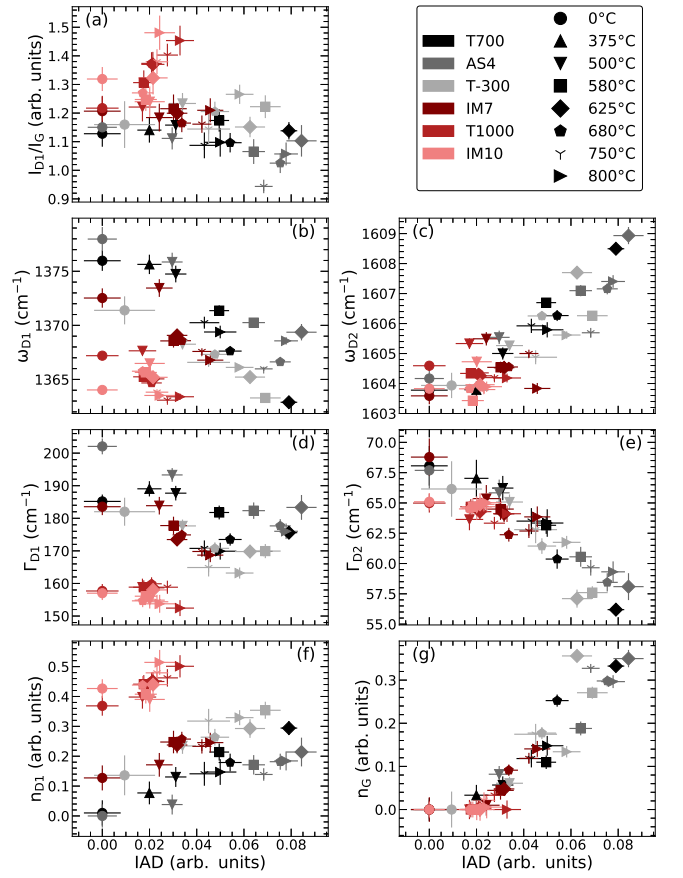 (a)
I_D1/I_G (arb. units)
1.5
1.4
1.3
1.2
1.1
1.0
0.9
T700
AS4
T-300
IM7
T1000
IM10
0°C
375°C
500°C
580°C
625°C
680°C
750°C
800°C
(b)
ω_D1 (cm⁻¹)
1375
1370
1365
(c)
ω_D2 (cm⁻¹)
1609
1608
1607
1606
1605
1604
1603
(d)
Γ_D1 (cm⁻¹)
200
190
180
170
160
150
(e)
Γ_D2 (cm⁻¹)
70.0
67.5
65.0
62.5
60.0
57.5
55.0
(f)
n_D1 (arb. units)
0.5
0.4
0.3
0.2
0.1
0.0
0.00 0.02 0.04 0.06 0.08
IAD (arb. units)
(g)
n_G (arb. units)
0.3
0.2
0.1
0.0
0.00 0.02 0.04 0.06 0.08
IAD (arb. units)